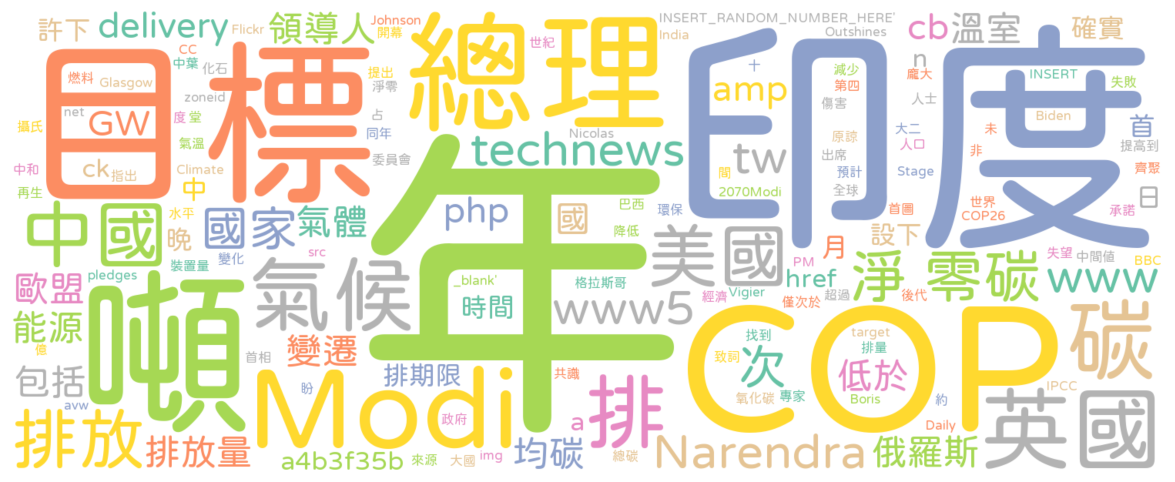 許下 delivery Flickr 領導人 Johnson 開幕 總理 世紀 INSERT_RANDOM_NUMBER_HERE' India Outshines cb 溫室 確實
目標 燃料 Glasgow CC 中葉 化石 提出 淨零 印度 十 減少 第四 n 龐大 INSERT 失敗
net GW zoneid 占 amp 傷害 人士 Biden
攝氏 度 堂 同年 Nicolas 原諒 大二 未 首 提高到
氣溫 委員會 technews tw 出席 人口 非
中和 ck 指出 Climate 間 預計 Stage 齊聚
再生 中 年 2070Modi 全球 世界 日
中國 水平 國家 氣體 php 國 巴西 環保 首圖 COP26 承諾
晚 降低 美國 月 設下
歐盟 pledges 裝置量 變化 src 氣候 _blank' 格拉斯哥 PM 淨 零碳 失望 中間值 BBC
噸 時間 www5 經濟 Vigier href 超過 僅次於 後代 www
能源 億 首相 變遷 COP 找到 target 碳
包括 avw 盼 排期限 共識 致詞 次 排量 低於 英國
Modi 政府 a 排 氧化碳 專家 Boris 約 IPCC
排放 排放量 a4b3f35b 來源 大國 img 均碳 總碳 Narendra 俄羅斯 Daily